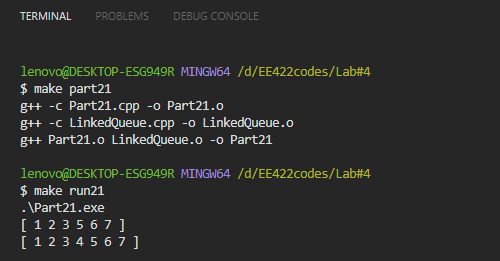 TERMINAL PROBLEMS DEBUG CONSOLE
lenovo@DESKTOP-ESG949R MINGW64 /d/EE422codes/Lab#4
$ make part21
g++ -c Part21.cpp -o Part21.o
g++ -c LinkedQueue.cpp -o LinkedQueue.o
g++ Part21.o LinkedQueue.o -o Part21
lenovo@DESKTOP-ESG949R MINGW64 /d/EE422codes/Lab#4
$ make run21
.\Part21.exe
[ 1 2 3 5 6 7 ]
[ 1 2 3 4 5 6 7 ]